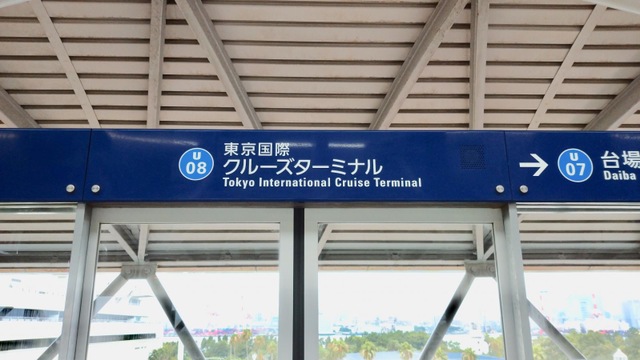 U
08
東京国際
クルーズターミナル
Tokyo International Cruise Terminal
→
U
07
台場
Daiba